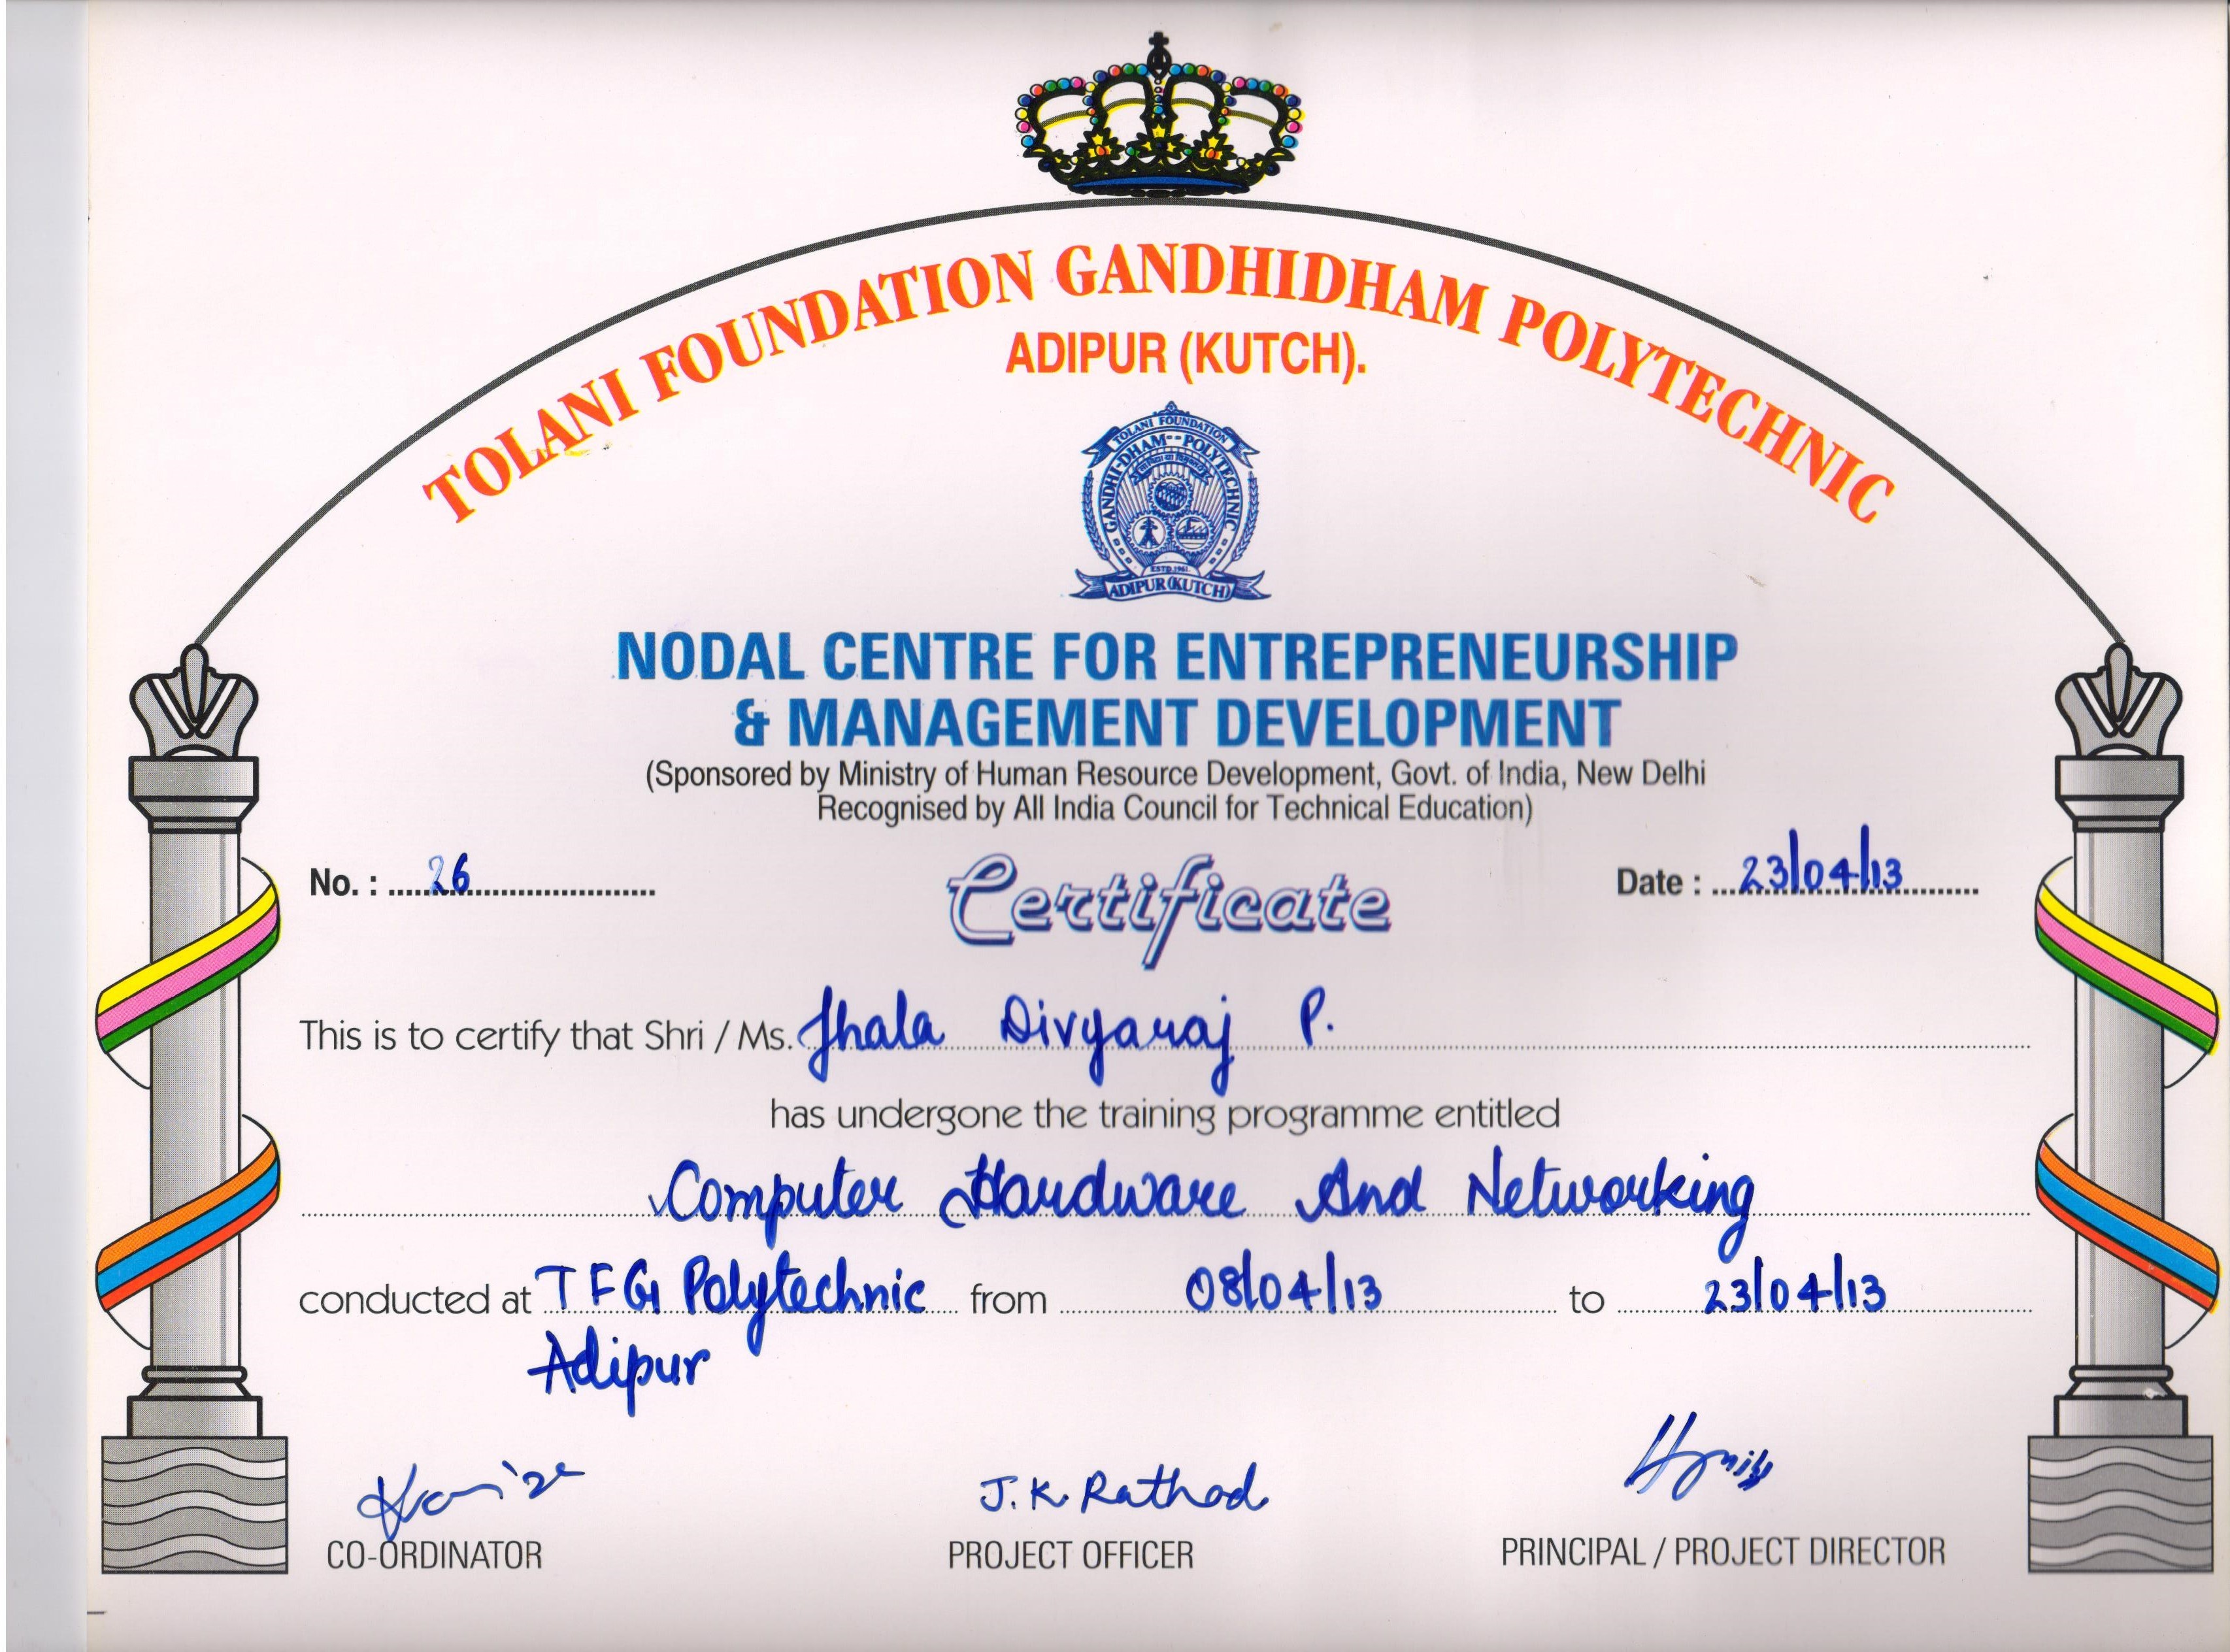 TOLANI FOUNDATION GANDHIDHAM POLYTECHNIC
ADIPUR (KUTCH).
TOLANI FOUNDATION
GANDHI-DHAM--POLYTECHNIC
ESTD.1961
ADIPUR (KUTCH)
NODAL CENTRE FOR ENTREPRENEURSHIP
& MANAGEMENT DEVELOPMENT
(Sponsored by Ministry of Human Resource Development, Govt. of India, New Delhi
Recognised by All India Council for Technical Education)
No. : 26 Date : 23/04/13
Certificate
This is to certify that Shri / Ms. Jhala Divyaraj P.
has undergone the training programme entitled
Computer Hardware And Networking
conducted at TFG Polytechnic from 08/04/13 to 23/04/13
Adipur
J.K. Rathod
CO-ORDINATOR PROJECT OFFICER PRINCIPAL / PROJECT DIRECTOR